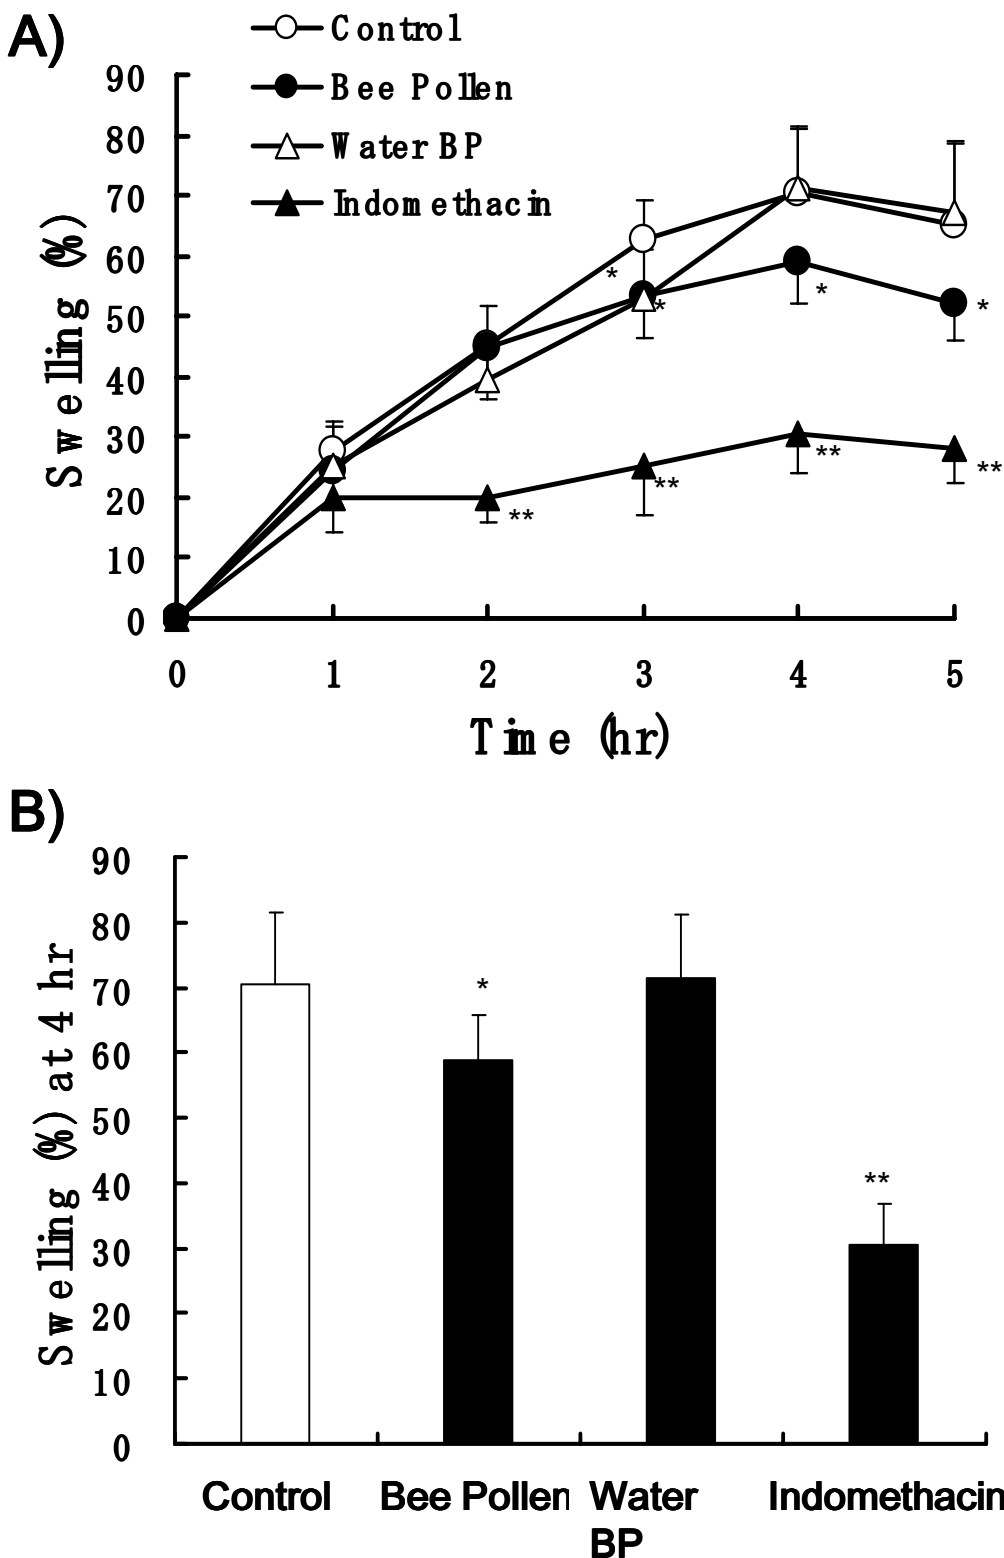 A)
Control
Bee Pollen
Water BP
Indomethacin
90
80
70
60
50
40
30
20
10
0
Swelling (%)
*
*
*
*
**
**
**
**
0 1 2 3 4 5
Time (hr)
B)
90
80
70
60
50
40
30
20
10
0
Swelling (%) at 4 hr
*
**
Control Bee Pollen Water BP Indomethacin